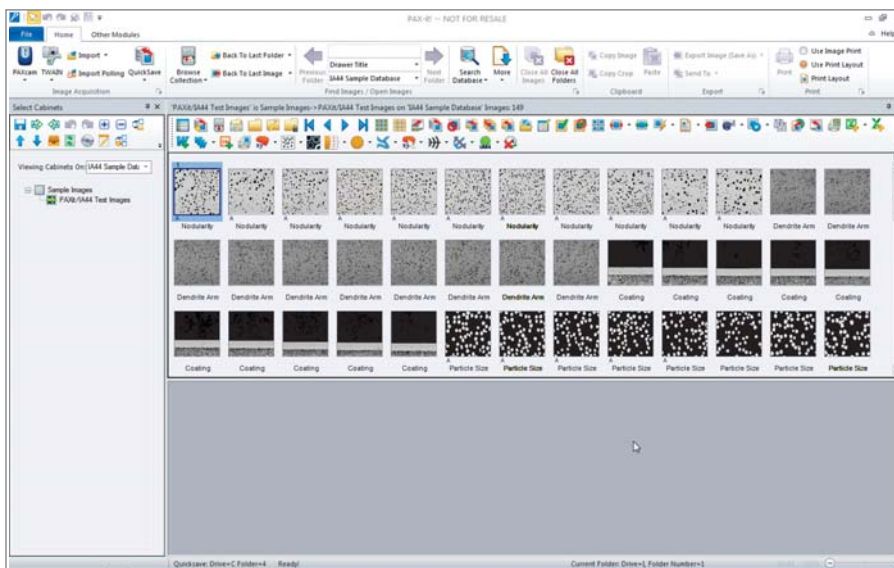 PAX-it! -- NOT FOR RESALE
File Home Other Modules Help
PAXcam TWAIN Import Import Polling QuickSave
Image Acquisition
Browse Collection Back To Last Folder Back To Last Image Previous Folder Drawer Title IA44 Sample Database Next Folder Search Database More Close All Images Close All Folders
Find Images / Open Images
Copy Image Copy Crop Paste
Clipboard
Export Image (Save As) Send To
Export
Print Use Image Print Use Print Layout Print Layout
Print
Select Cabinets
'PAXit/IA44 Test Images' is Sample Images->PAXit/IA44 Test Images on 'IA44 Sample Database' Images: 149
Viewing Cabinets On: IA44 Sample Data
Sample Images
PAXit/IA44 Test Images
Nodularity Nodularity Nodularity Nodularity Nodularity Nodularity Nodularity Nodularity Nodularity Nodularity Nodularity Dendrite Arm Dendrite Arm
Dendrite Arm Dendrite Arm Dendrite Arm Dendrite Arm Dendrite Arm Dendrite Arm Dendrite Arm Dendrite Arm Coating Coating Coating Coating Coating
Coating Coating Coating Coating Coating Particle Size Particle Size Particle Size Particle Size Particle Size Particle Size Particle Size Particle Size
Quicksave: Drive=C Folder=4 Ready! Current Folder: Drive=I, Folder Number=1